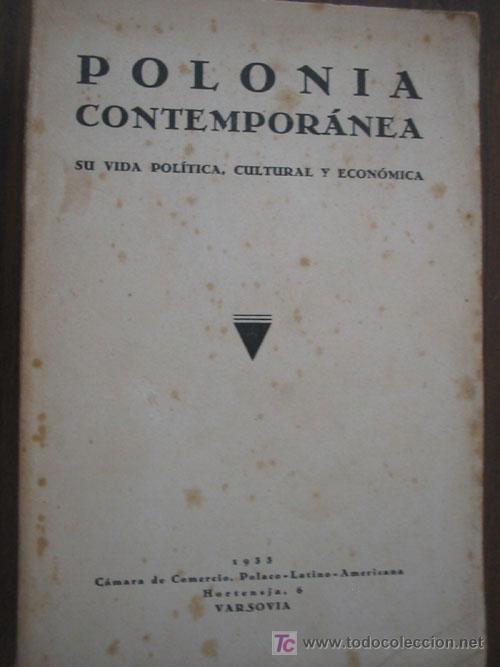 POLONIA
CONTEMPORÁNEA
SU VIDA POLÍTICA, CULTURAL Y ECONÓMICA
1933
Cámara de Comercio, Polaco-Latino-Americana
Hortensja, 6
VARSOVIA
TC www.todocoleccion.net